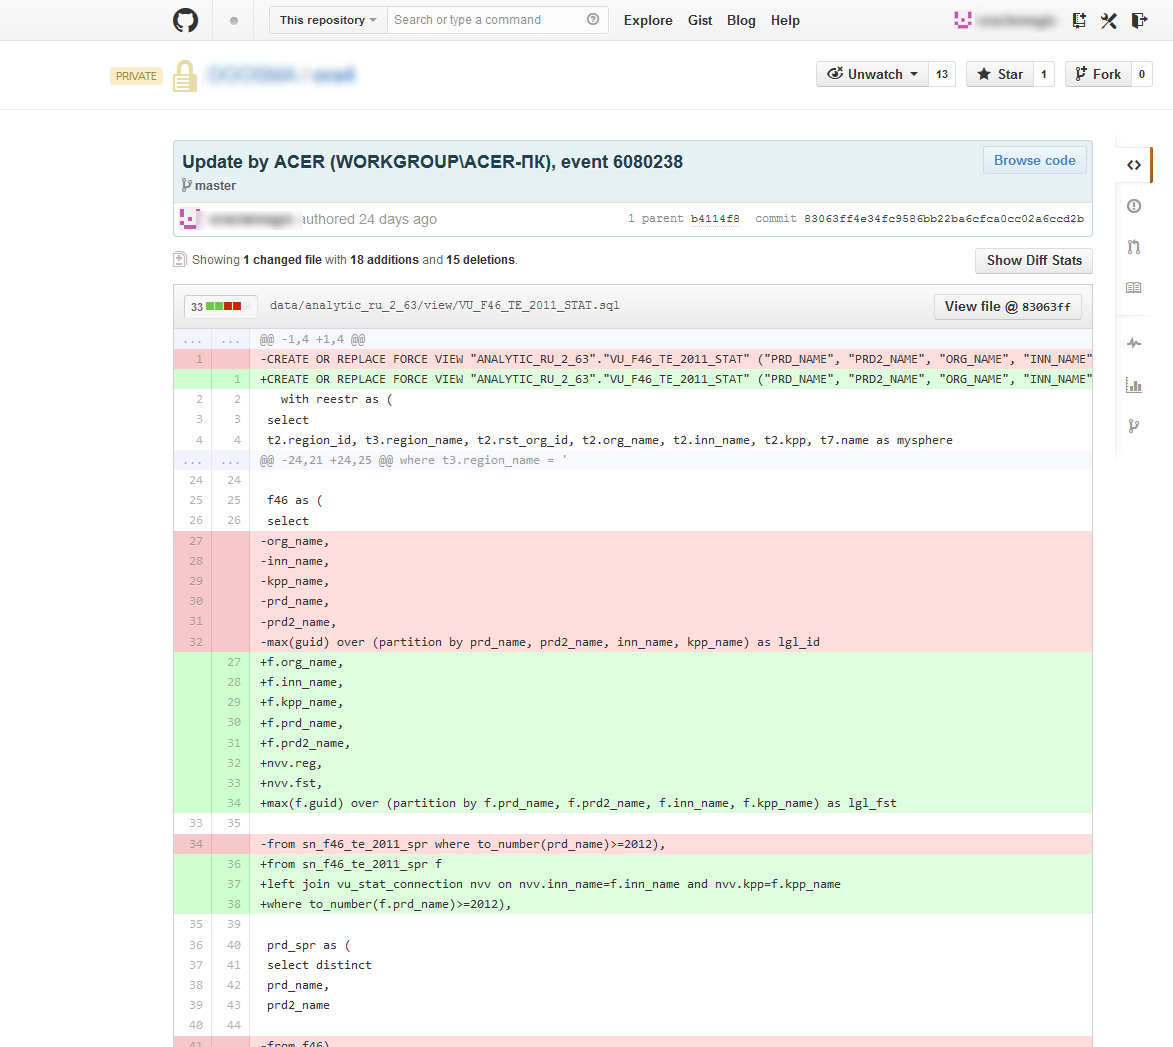 This repository
Search or type a command
Explore Gist Blog Help
PRIVATE
Unwatch 13 Star 1 Fork 0
Update by ACER (WORKGROUP\ACER-ПК), event 6080238
Browse code
master
authored 24 days ago
1 parent b4114f8 commit 83063ff4e34fc9586bb22ba6cfca0cc02a6ccd2b
Showing 1 changed file with 18 additions and 15 deletions.
Show Diff Stats
33 data/analytic_ru_2_63/view/VU_F46_TE_2011_STAT.sql
View file @ 83063ff
... ... @@ -1,4 +1,4 @@
1 -CREATE OR REPLACE FORCE VIEW "ANALYTIC_RU_2_63"."VU_F46_TE_2011_STAT" ("PRD_NAME", "PRD2_NAME", "ORG_NAME", "INN_NAME"
1 +CREATE OR REPLACE FORCE VIEW "ANALYTIC_RU_2_63"."VU_F46_TE_2011_STAT" ("PRD_NAME", "PRD2_NAME", "ORG_NAME", "INN_NAME"
2 2 with reestr as (
3 3 select
4 4 t2.region_id, t3.region_name, t2.rst_org_id, t2.org_name, t2.inn_name, t2.kpp, t7.name as mysphere
... ... @@ -24,21 +24,25 @@ where t3.region_name = '
24 24
25 25 f46 as (
26 26 select
27 -org_name,
28 -inn_name,
29 -kpp_name,
30 -prd_name,
31 -prd2_name,
32 -max(guid) over (partition by prd_name, prd2_name, inn_name, kpp_name) as lgl_id
27 +f.org_name,
28 +f.inn_name,
29 +f.kpp_name,
30 +f.prd_name,
31 +f.prd2_name,
32 +nvv.reg,
33 +nvv.fst,
34 +max(f.guid) over (partition by f.prd_name, f.prd2_name, f.inn_name, f.kpp_name) as lgl_fst
33 35
34 -from sn_f46_te_2011_spr where to_number(prd_name)>=2012),
36 +from sn_f46_te_2011_spr f
37 +left join vu_stat_connection nvv on nvv.inn_name=f.inn_name and nvv.kpp=f.kpp_name
38 +where to_number(f.prd_name)>=2012),
35 39
36 40 prd_spr as (
37 41 select distinct
38 42 prd_name,
39 43 prd2_name
40 44
41 -from f46)